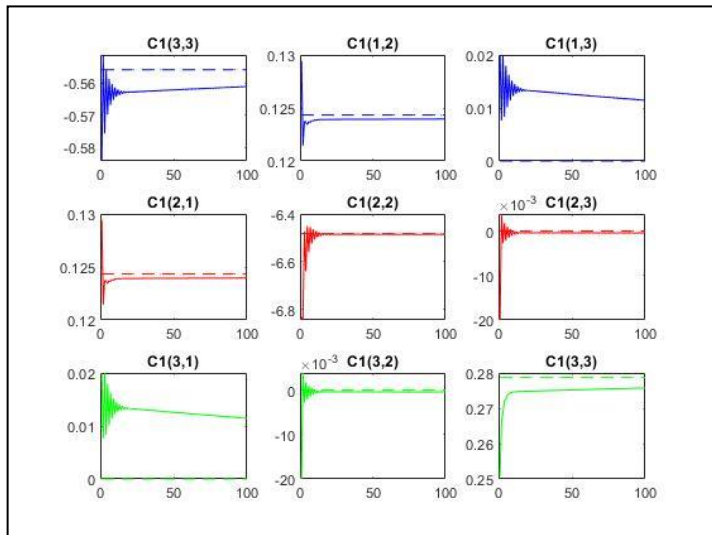 C1(3,3) C1(1,2) C1(1,3)
-0.56 0.13 0.02
-0.57 0.125 0.01
-0.58 0.12 0
0 50 100 0 50 100 0 50 100
C1(2,1) C1(2,2) C1(2,3)
×10⁻³
0.13 -6.4 0
0.125 -6.6 -10
0.12 -6.8 -20
0 50 100 0 50 100 0 50 100
C1(3,1) C1(3,2) C1(3,3)
×10⁻³
0.02 0 0.28
0.01 -10 0.27
0.26
0 -20 0.25
0 50 100 0 50 100 0 50 100